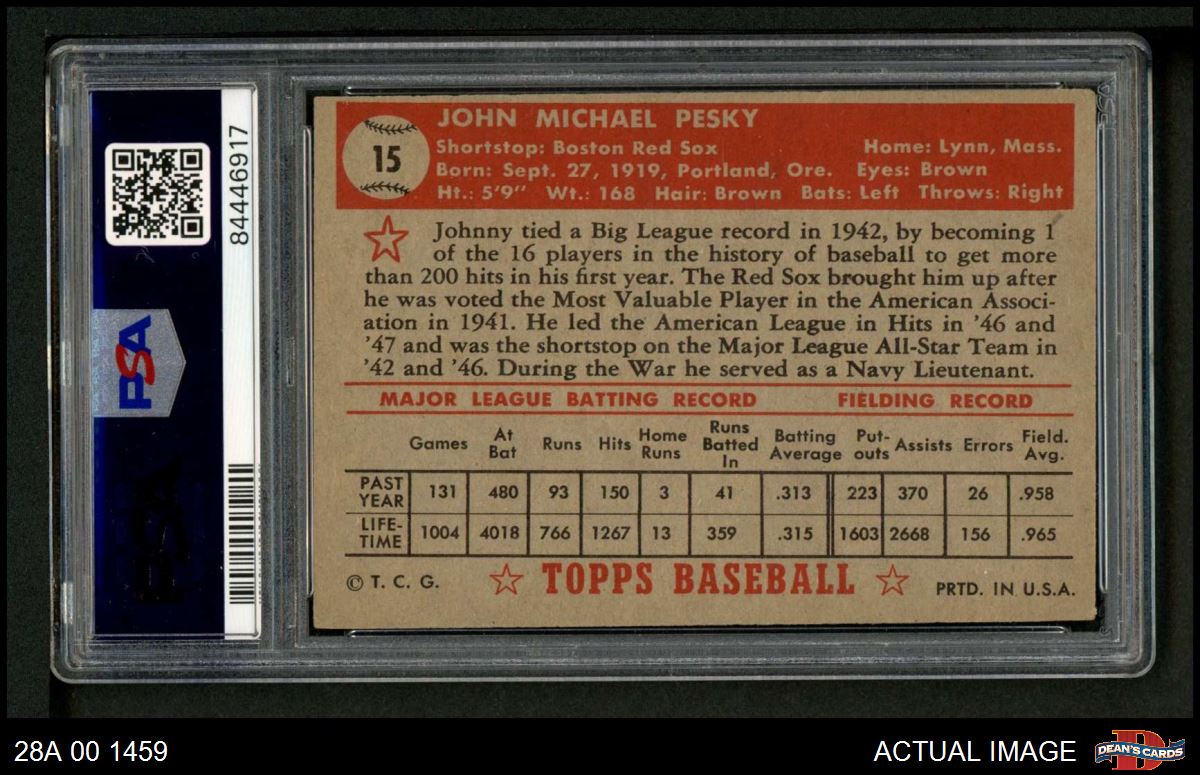 84446917
PSA
JOHN MICHAEL PESKY
15
Shortstop: Boston Red Sox Home: Lynn, Mass.
Born: Sept. 27, 1919, Portland, Ore. Eyes: Brown
Ht.: 5'9" Wt.: 168 Hair: Brown Bats: Left Throws: Right
Johnny tied a Big League record in 1942, by becoming 1
of the 16 players in the history of baseball to get more
than 200 hits in his first year. The Red Sox brought him up after
he was voted the Most Valuable Player in the American Associ-
ation in 1941. He led the American League in Hits in '46 and
'47 and was the shortstop on the Major League All-Star Team in
'42 and '46. During the War he served as a Navy Lieutenant.
MAJOR LEAGUE BATTING RECORD FIELDING RECORD
Games At Bat Runs Hits Home Runs Runs Batted In Batting Average Put-outs Assists Errors Field. Avg.
PAST YEAR 131 480 93 150 3 41 .313 223 370 26 .958
LIFE-TIME 1004 4018 766 1267 13 359 .315 1603 2668 156 .965
© T. C. G. TOPPS BASEBALL PRTD. IN U.S.A.
28A 00 1459 ACTUAL IMAGE DEAN'S CARDS